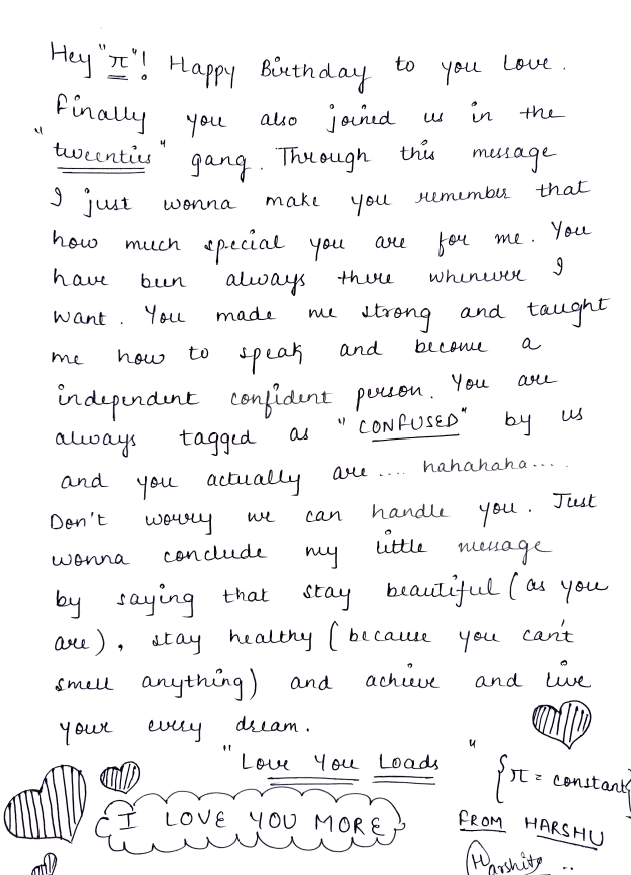 Hey "π"! Happy Birthday to you Love.
Finally you also joined us in the
"tweenties" gang. Through this message
I just wonna make you remember that
how much special you are for me. You
have been always there whenever I
want. You made me strong and taught
me how to speak and become a
independent confident person. You are
always tagged as "CONFUSED" by us
and you actually are.... hahahaha....
Don't worry we can handle you. Just
wonna conclude my little message
by saying that stay beautiful (as you
are), stay healthy (because you can't
smell anything) and achieve and live
your every dream.
"Love You Loads"
{π = constant}
I LOVE YOU MORE
FROM HARSHU
Harshita ..